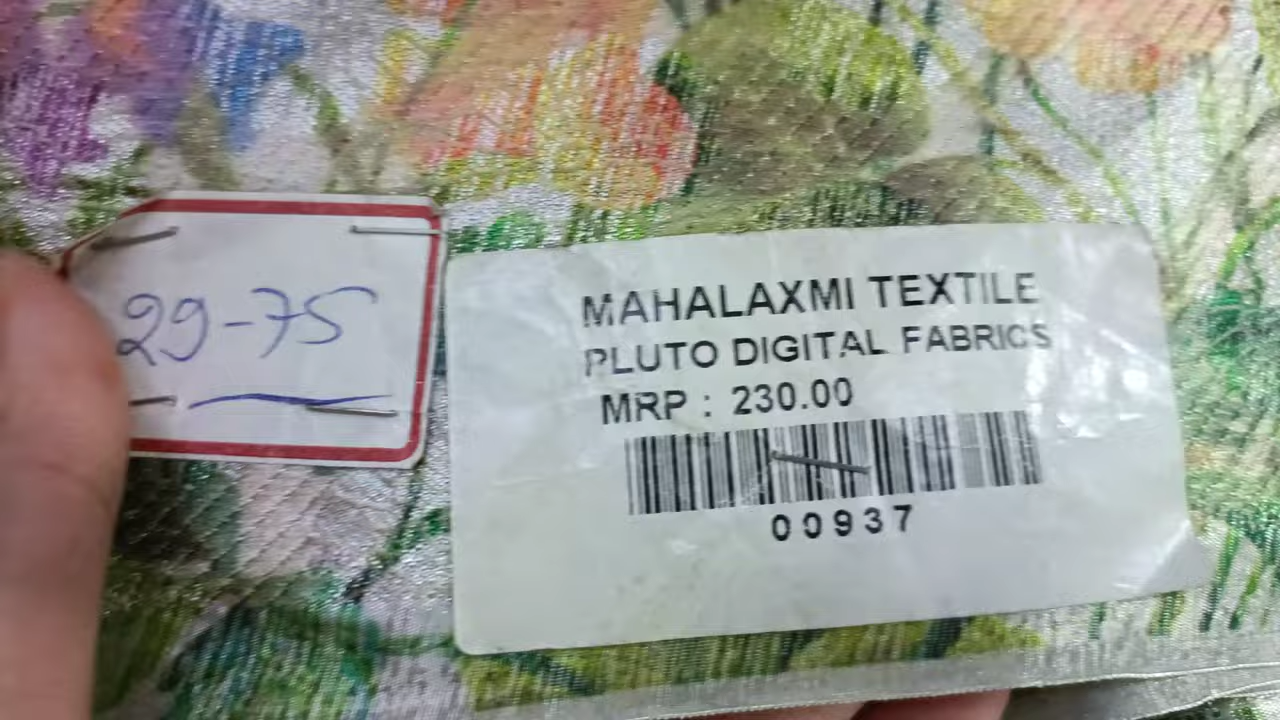 29-75
MAHALAXMI TEXTILE
PLUTO DIGITAL FABRICS
MRP : 230.00
00937